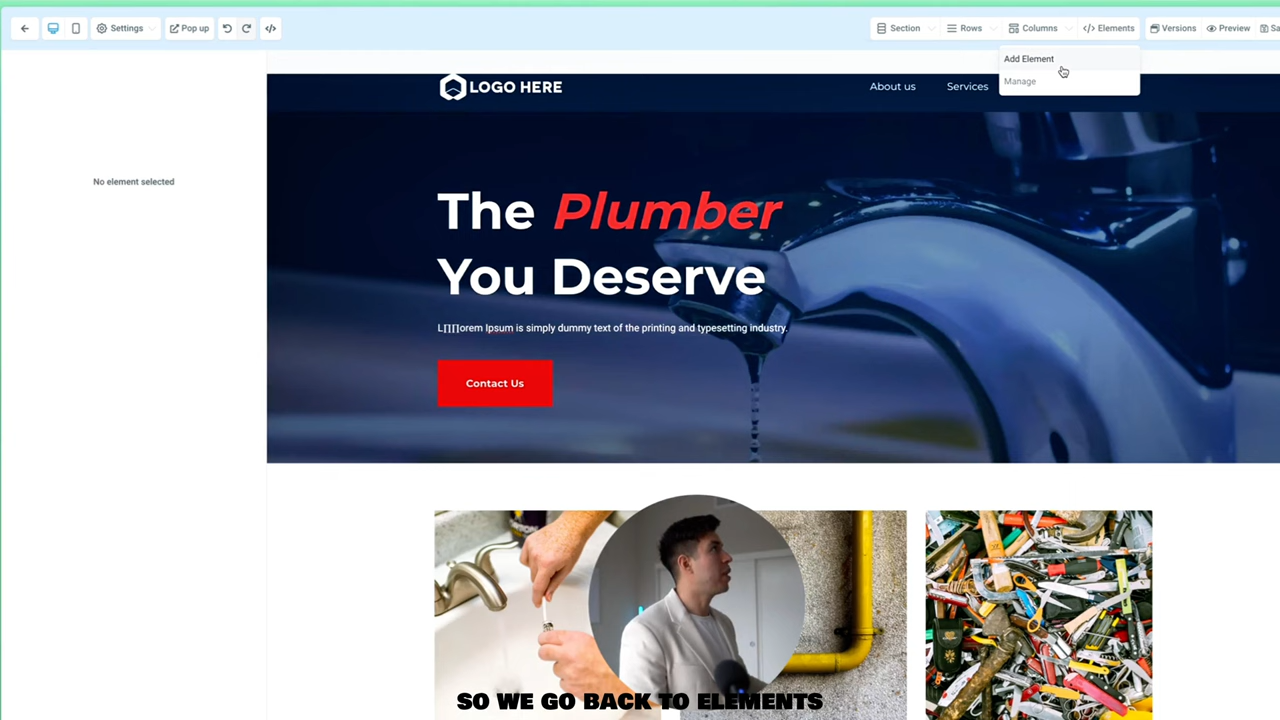 Settings
Pop up
Section
Rows
Columns
Elements
Versions
Preview
Add Element
Manage
LOGO HERE
About us
Services
No element selected
The Plumber
You Deserve
L∏∏orem Ipsum is simply dummy text of the printing and typesetting industry.
Contact Us
SO WE GO BACK TO ELEMENTS